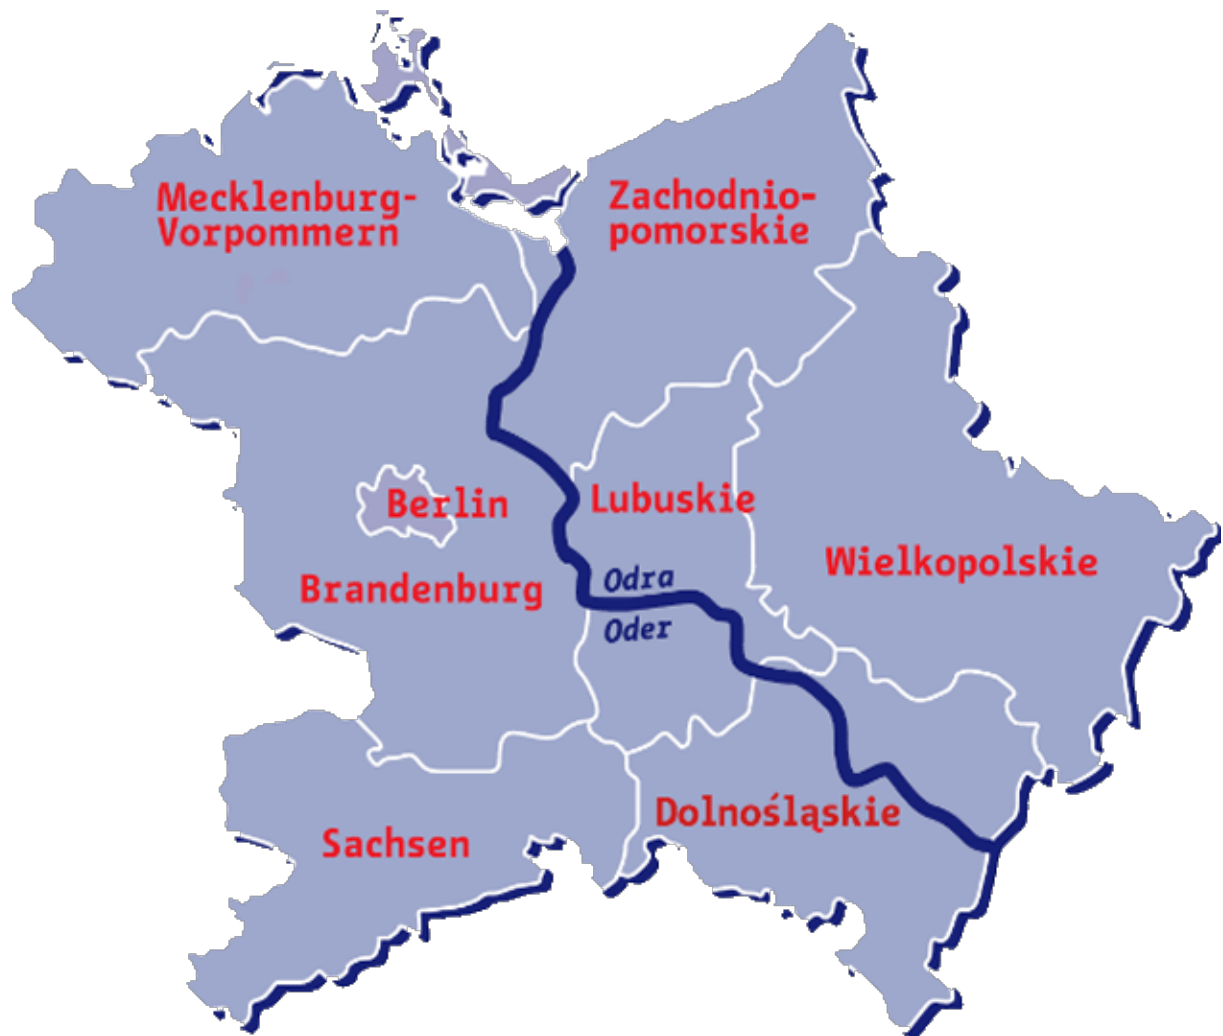 Mecklenburg-
Vorpommern
Zachodnio-
pomorskie
Berlin
Lubuskie
Brandenburg
Wielkopolskie
Odra
Oder
Dolnośląskie
Sachsen